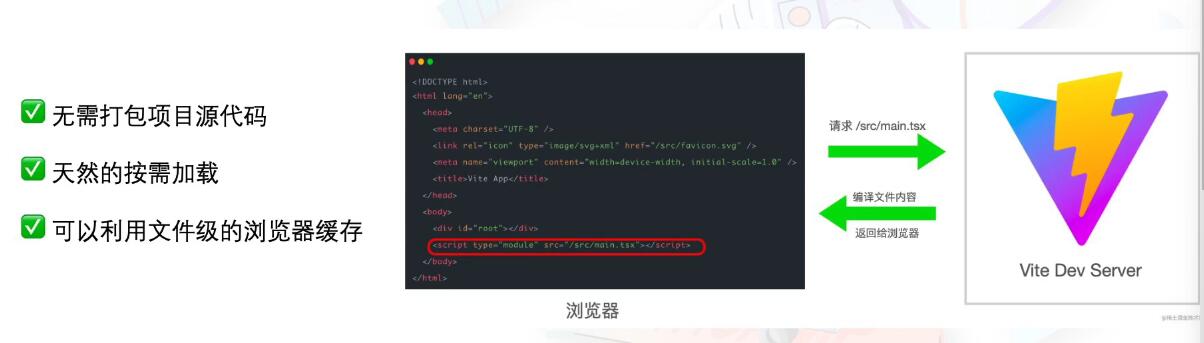 无需打包项目源代码
天然的按需加载
可以利用文件级的浏览器缓存
<!DOCTYPE html>
<html lang="en">
<head>
<meta charset="UTF-8" />
<link rel="icon" type="image/svg+xml" href="/src/favicon.svg" />
<meta name="viewport" content="width=device-width, initial-scale=1.0" />
<title>Vite App</title>
</head>
<body>
<div id="root"></div>
<script type="module" src="/src/main.tsx"></script>
</body>
</html>
浏览器
请求 /src/main.tsx
编译文件内容
返回给浏览器
Vite Dev Server